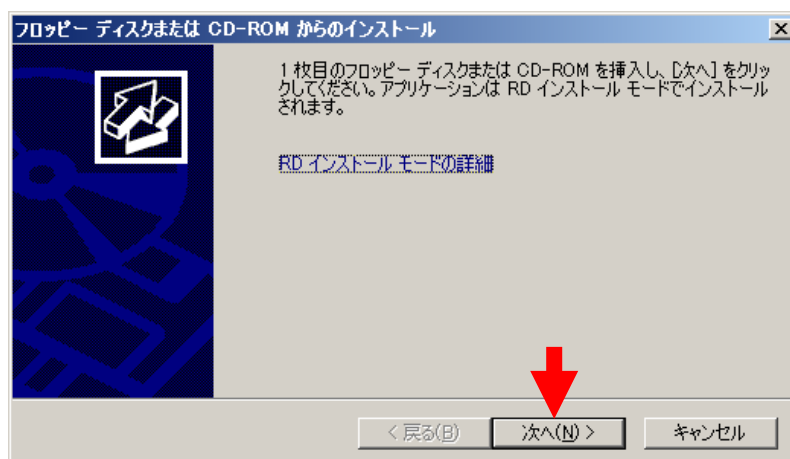 フロッピー ディスクまたは CD-ROM からのインストール
1 枚目のフロッピー ディスクまたは CD-ROM を挿入し、[次へ] をクリッ
クしてください。アプリケーションは RD インストール モードでインストール
されます。
RD インストール モードの詳細
< 戻る(B) 次へ(N) > キャンセル